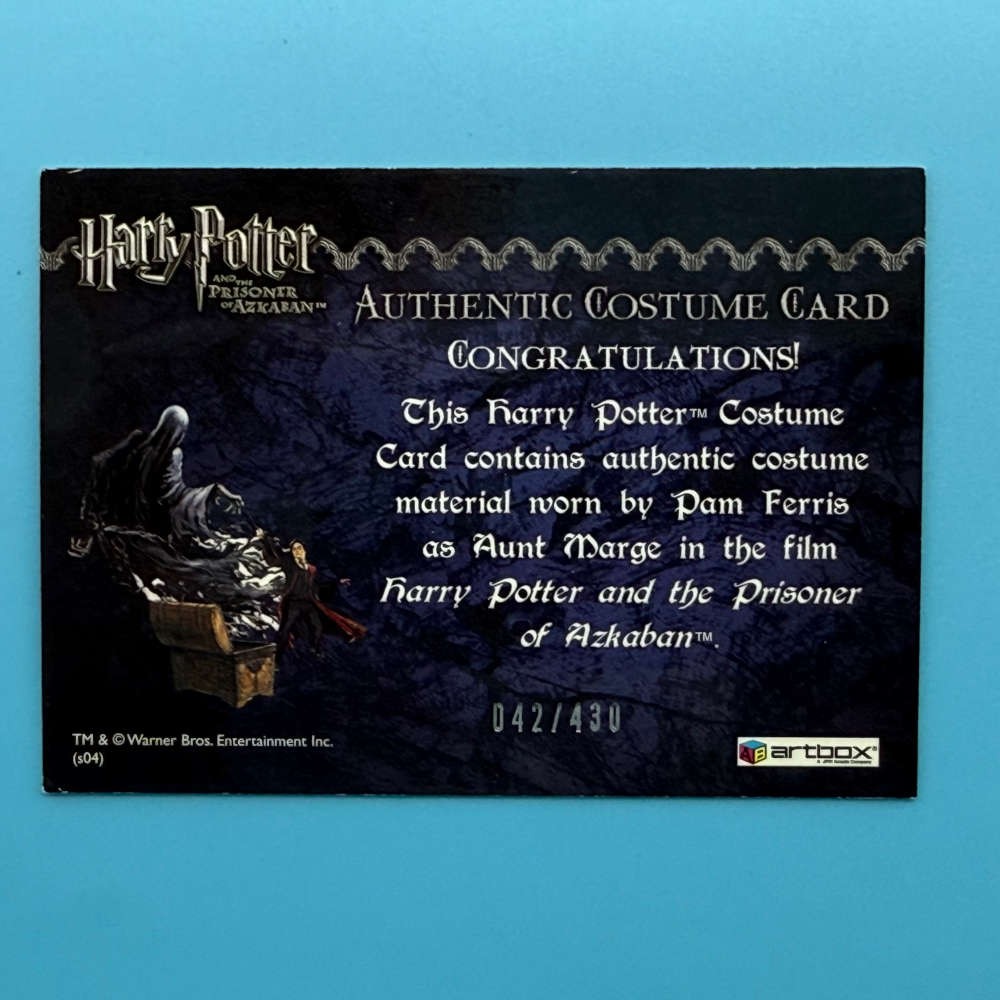 Harry Potter
AND THE
PRISONER
OF AZKABAN™
AUTHENTIC COSTUME CARD
CONGRATULATIONS!
This Harry Potter™ Costume
Card contains authentic costume
material worn by Pam Ferris
as Aunt Marge in the film
Harry Potter and the Prisoner
of Azkaban™.
042/430
TM & © Warner Bros. Entertainment Inc.
(s04)
AB artbox®